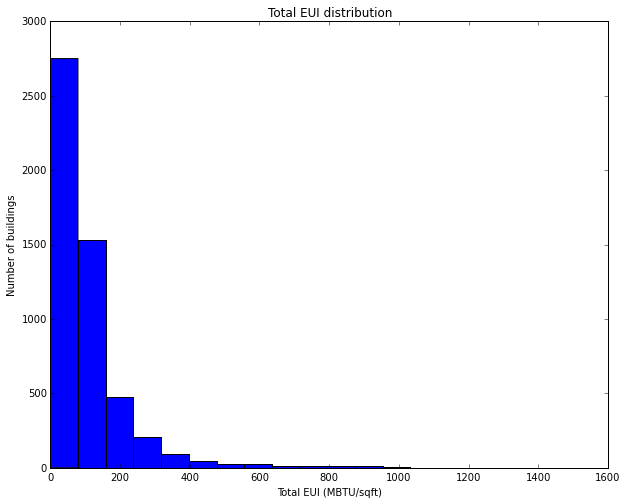 Total EUI distribution
3000
2500
2000
1500
1000
500
0
Number of buildings
0 200 400 600 800 1000 1200 1400 1600
Total EUI (MBTU/sqft)